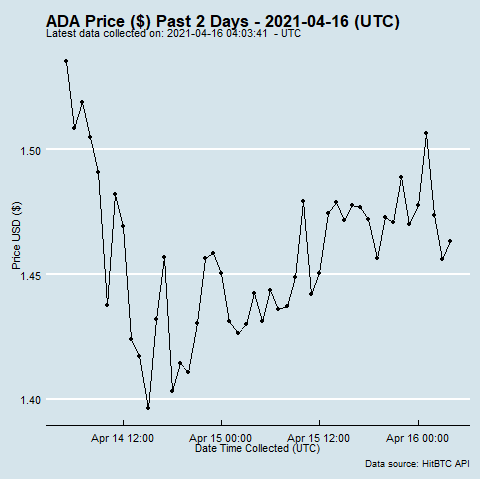 ADA Price ($) Past 2 Days - 2021-04-16 (UTC)
Latest data collected on: 2021-04-16 04:03:41  - UTC
1.50
1.45
1.40
Price USD ($)
Apr 14 12:00 Apr 15 00:00 Apr 15 12:00 Apr 16 00:00
Date Time Collected (UTC)
Data source: HitBTC API